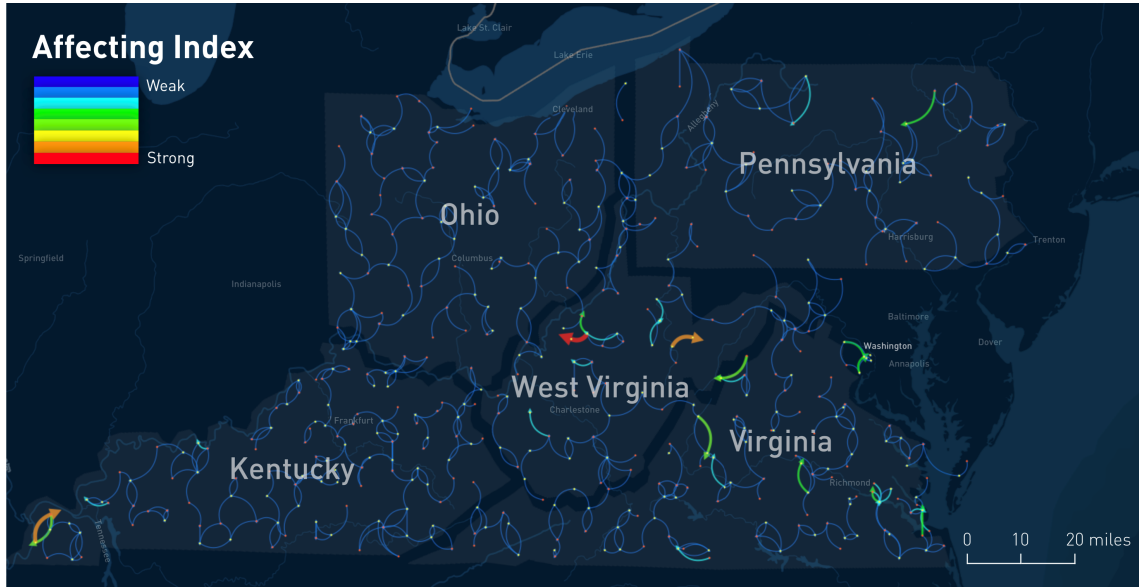 Affecting Index
Weak
Strong
Lake St. Clair
Lake Erie
Cleveland
Allegheny
Pennsylvania
Ohio
Harrisburg
Trenton
Springfield
Columbus
Indianapolis
Baltimore
Washington
Dover
Annapolis
West Virginia
Charlestone
Frankfurt
Virginia
Kentucky
Richmond
Tennessee
0 10 20 miles